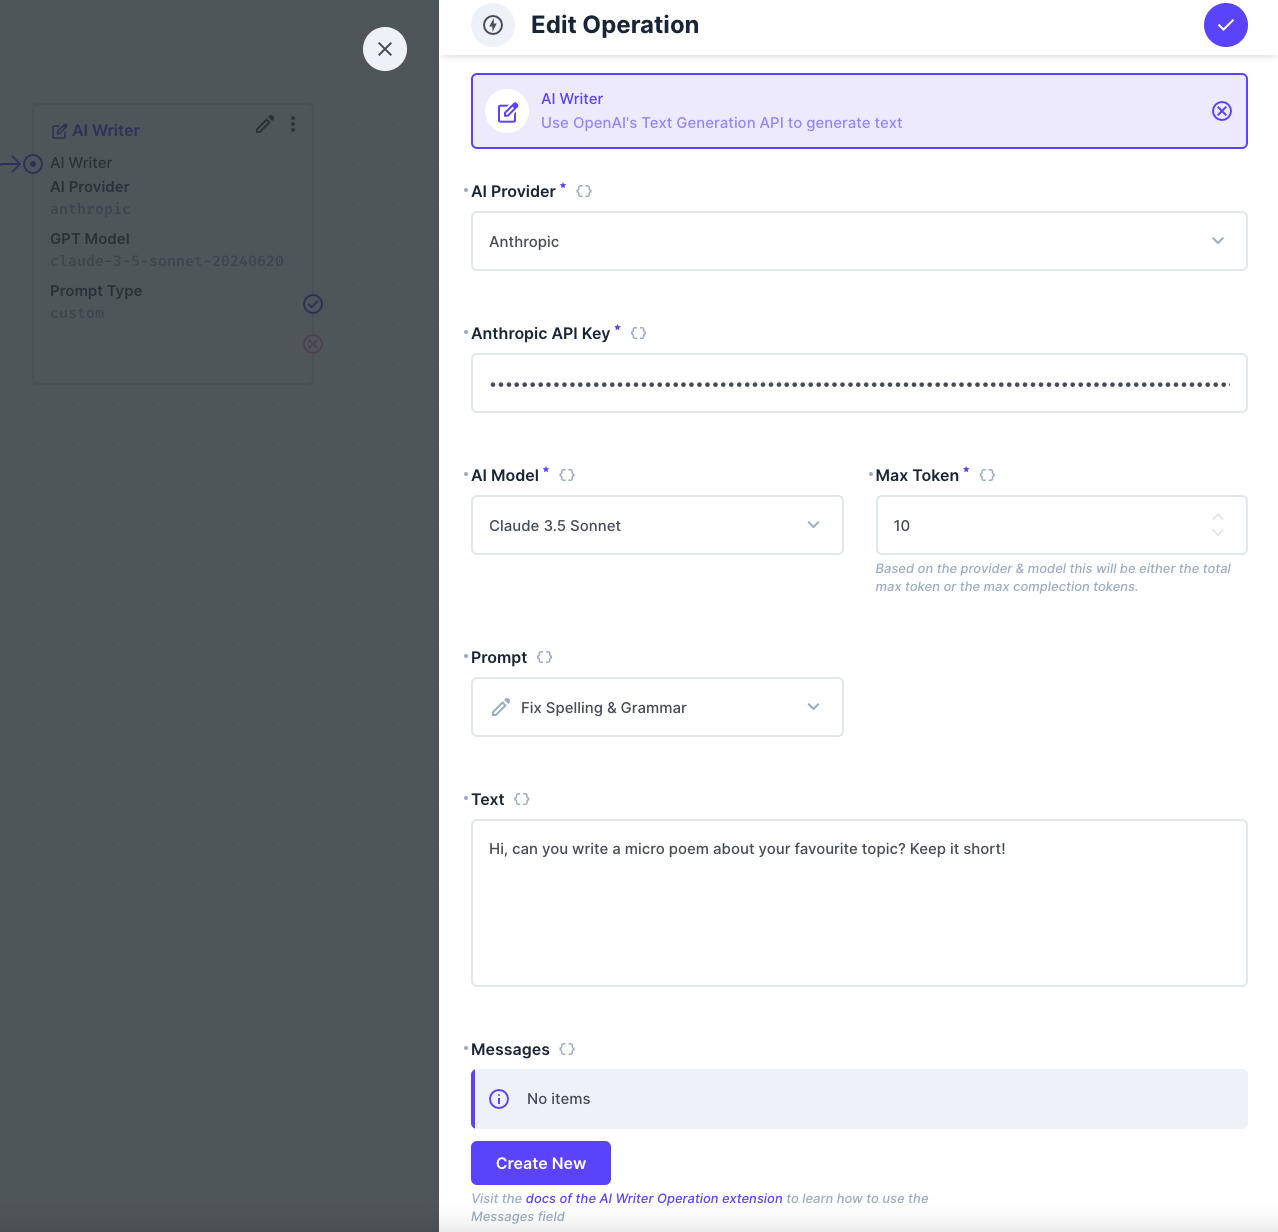 Edit Operation
AI Writer
Use OpenAI's Text Generation API to generate text
AI Writer
AI Writer
AI Provider
anthropic
GPT Model
claude-3-5-sonnet-20240620
Prompt Type
custom
AI Provider *
Anthropic
Anthropic API Key *
AI Model *
Claude 3.5 Sonnet
Max Token *
10
Based on the provider & model this will be either the total
max token or the max complection tokens.
Prompt
Fix Spelling & Grammar
Text
Hi, can you write a micro poem about your favourite topic? Keep it short!
Messages
No items
Create New
Visit the docs of the AI Writer Operation extension to learn how to use the
Messages field